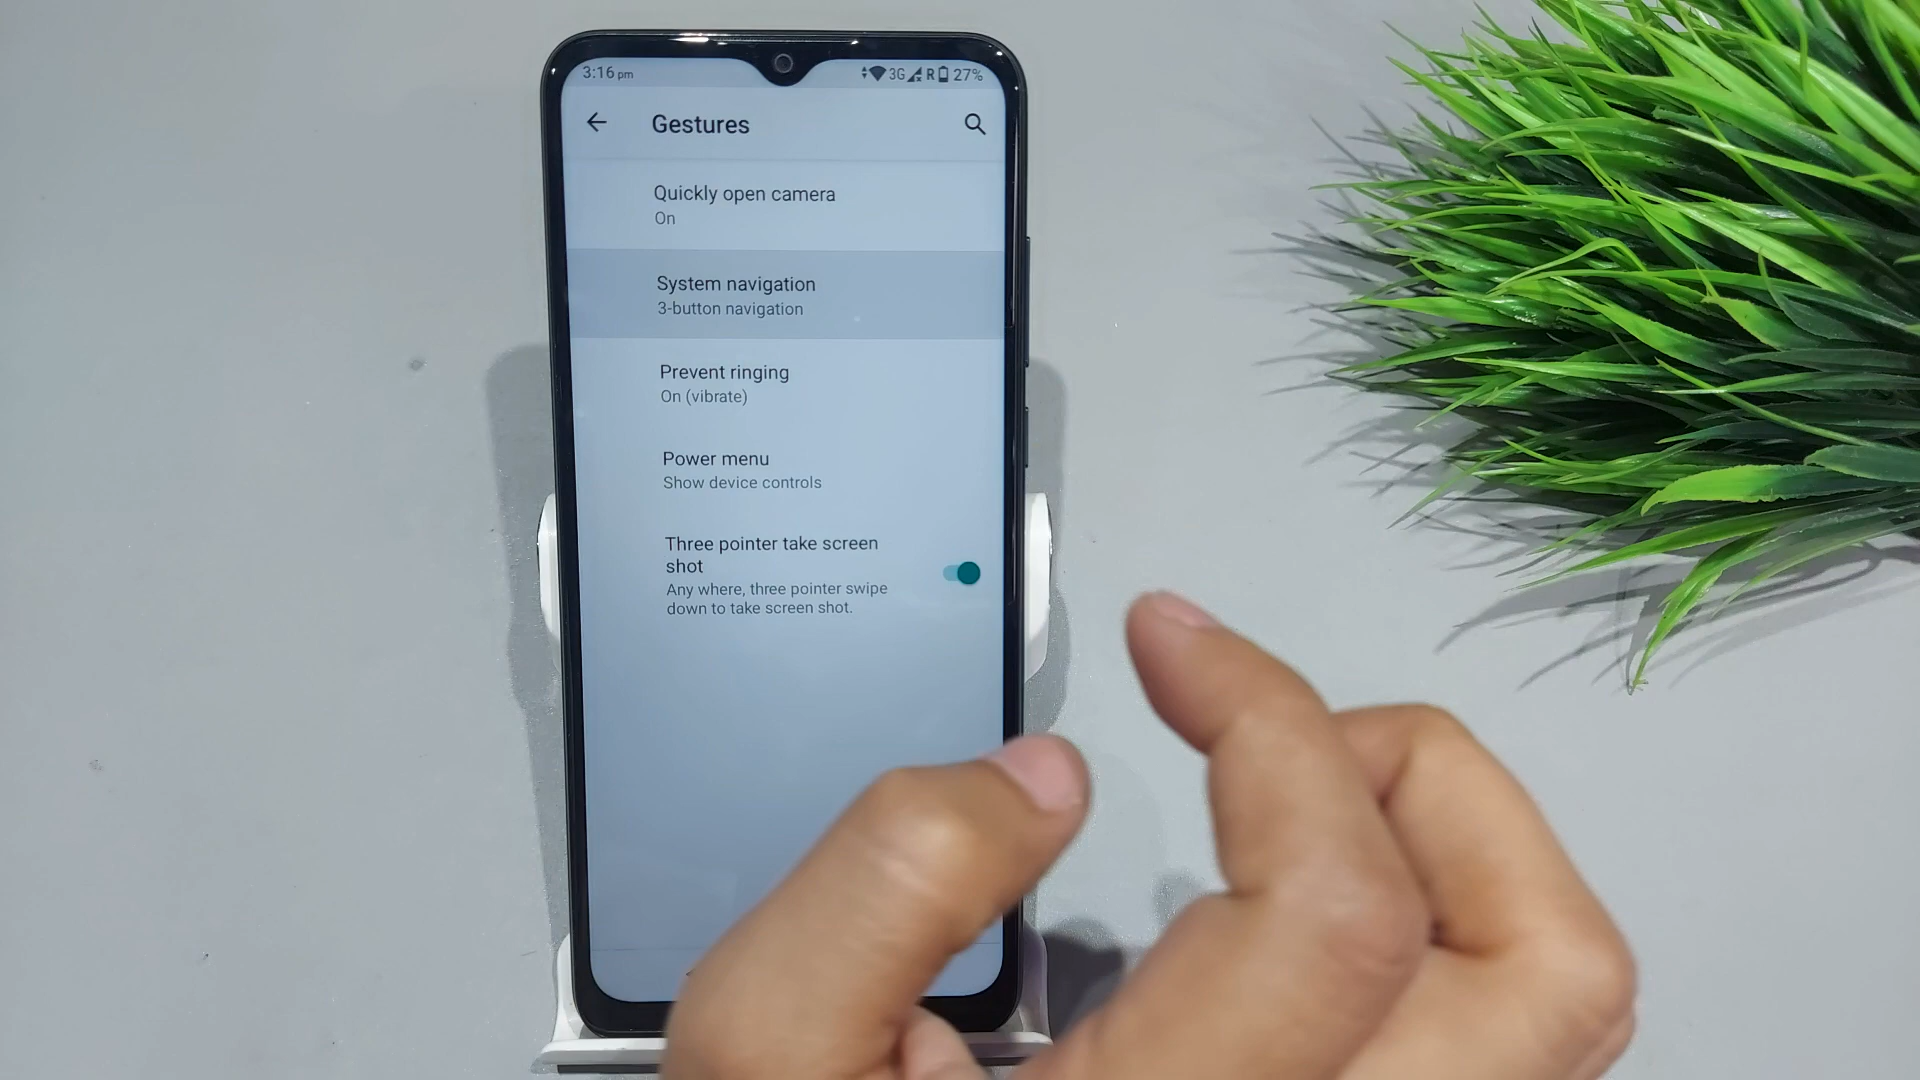 3:16 pm 3G R 27%
Gestures
Quickly open camera
On
System navigation
3-button navigation
Prevent ringing
On (vibrate)
Power menu
Show device controls
Three pointer take screen
shot
Any where, three pointer swipe
down to take screen shot.